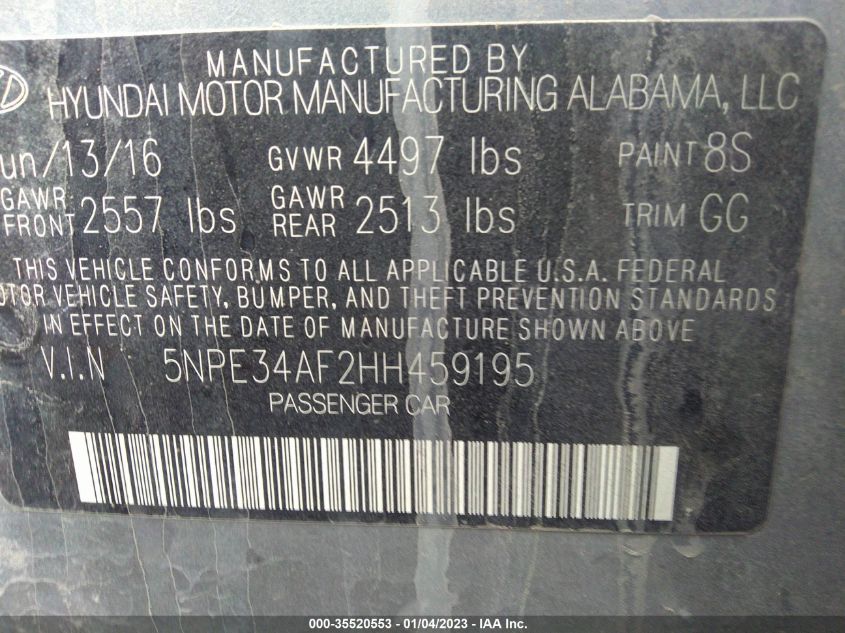 MANUFACTURED BY
HYUNDAI MOTOR MANUFACTURING ALABAMA, LLC
un/13/16 GVWR 4497 lbs PAINT 8S
GAWR FRONT 2557 lbs GAWR REAR 2513 lbs TRIM GG
THIS VEHICLE CONFORMS TO ALL APPLICABLE U.S.A. FEDERAL
OTOR VEHICLE SAFETY, BUMPER, AND THEFT PREVENTION STANDARDS
IN EFFECT ON THE DATE OF MANUFACTURE SHOWN ABOVE
V.I.N 5NPE34AF2HH459195
PASSENGER CAR
000-35520553 - 01/04/2023 - IAA Inc.